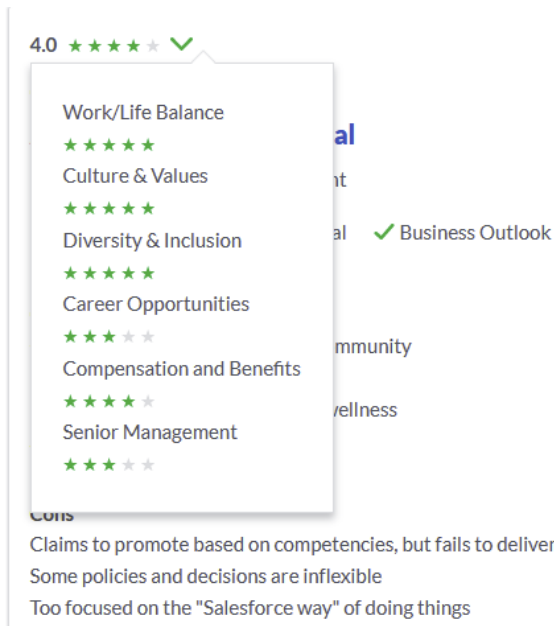 4.0
Work/Life Balance
al
Culture & Values
nt
Diversity & Inclusion
al
Business Outlook
Career Opportunities
mmunity
Compensation and Benefits
wellness
Senior Management
Cons
Claims to promote based on competencies, but fails to deliver
Some policies and decisions are inflexible
Too focused on the "Salesforce way" of doing things